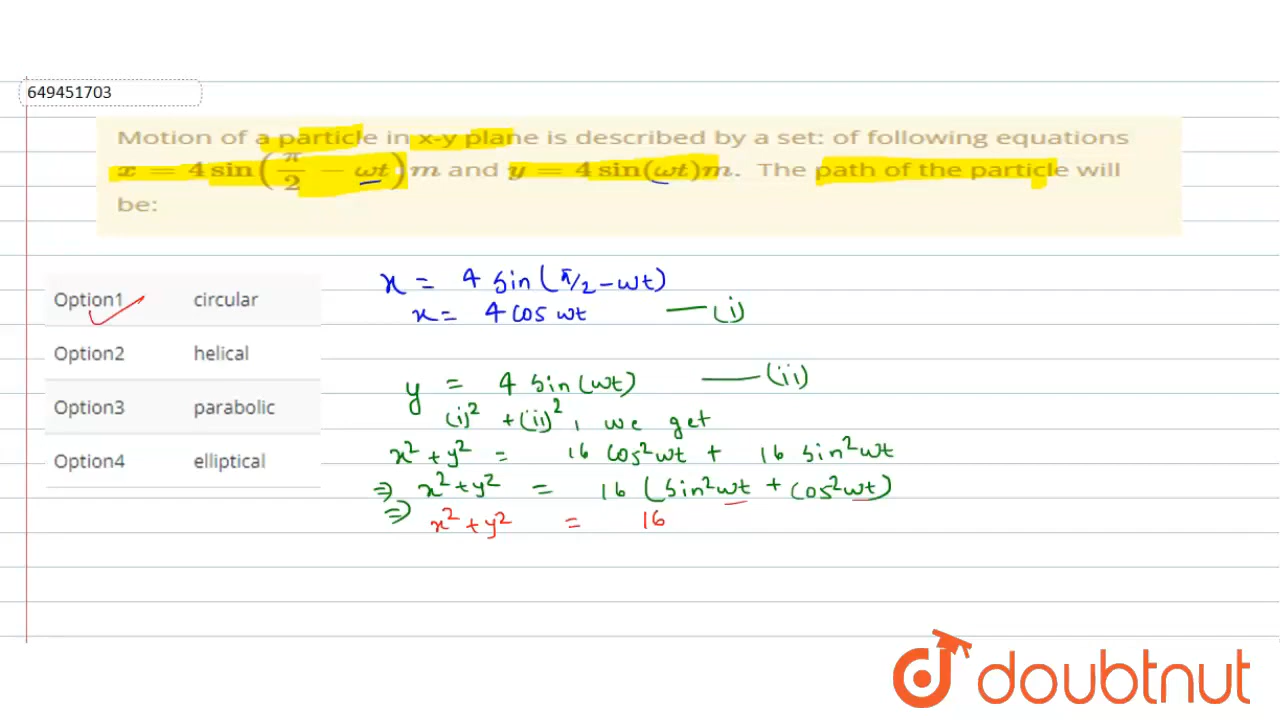 649451703
Motion of a particle in x-y plane is described by a set: of following equations
x = 4 sin(π/2 − ωt) m and y = 4 sin(ωt)m. The path of the particle will
be:
Option1 circular
Option2 helical
Option3 parabolic
Option4 elliptical
x = 4 sin(π/2 − ωt)
x = 4 cos ωt —(i)
y = 4 sin(ωt) —(ii)
(i)² + (ii)², we get
x² + y² = 16 cos²ωt + 16 sin²ωt
⇒ x² + y² = 16 (sin²ωt + cos²ωt)
⇒ x² + y² = 16
doubtnut